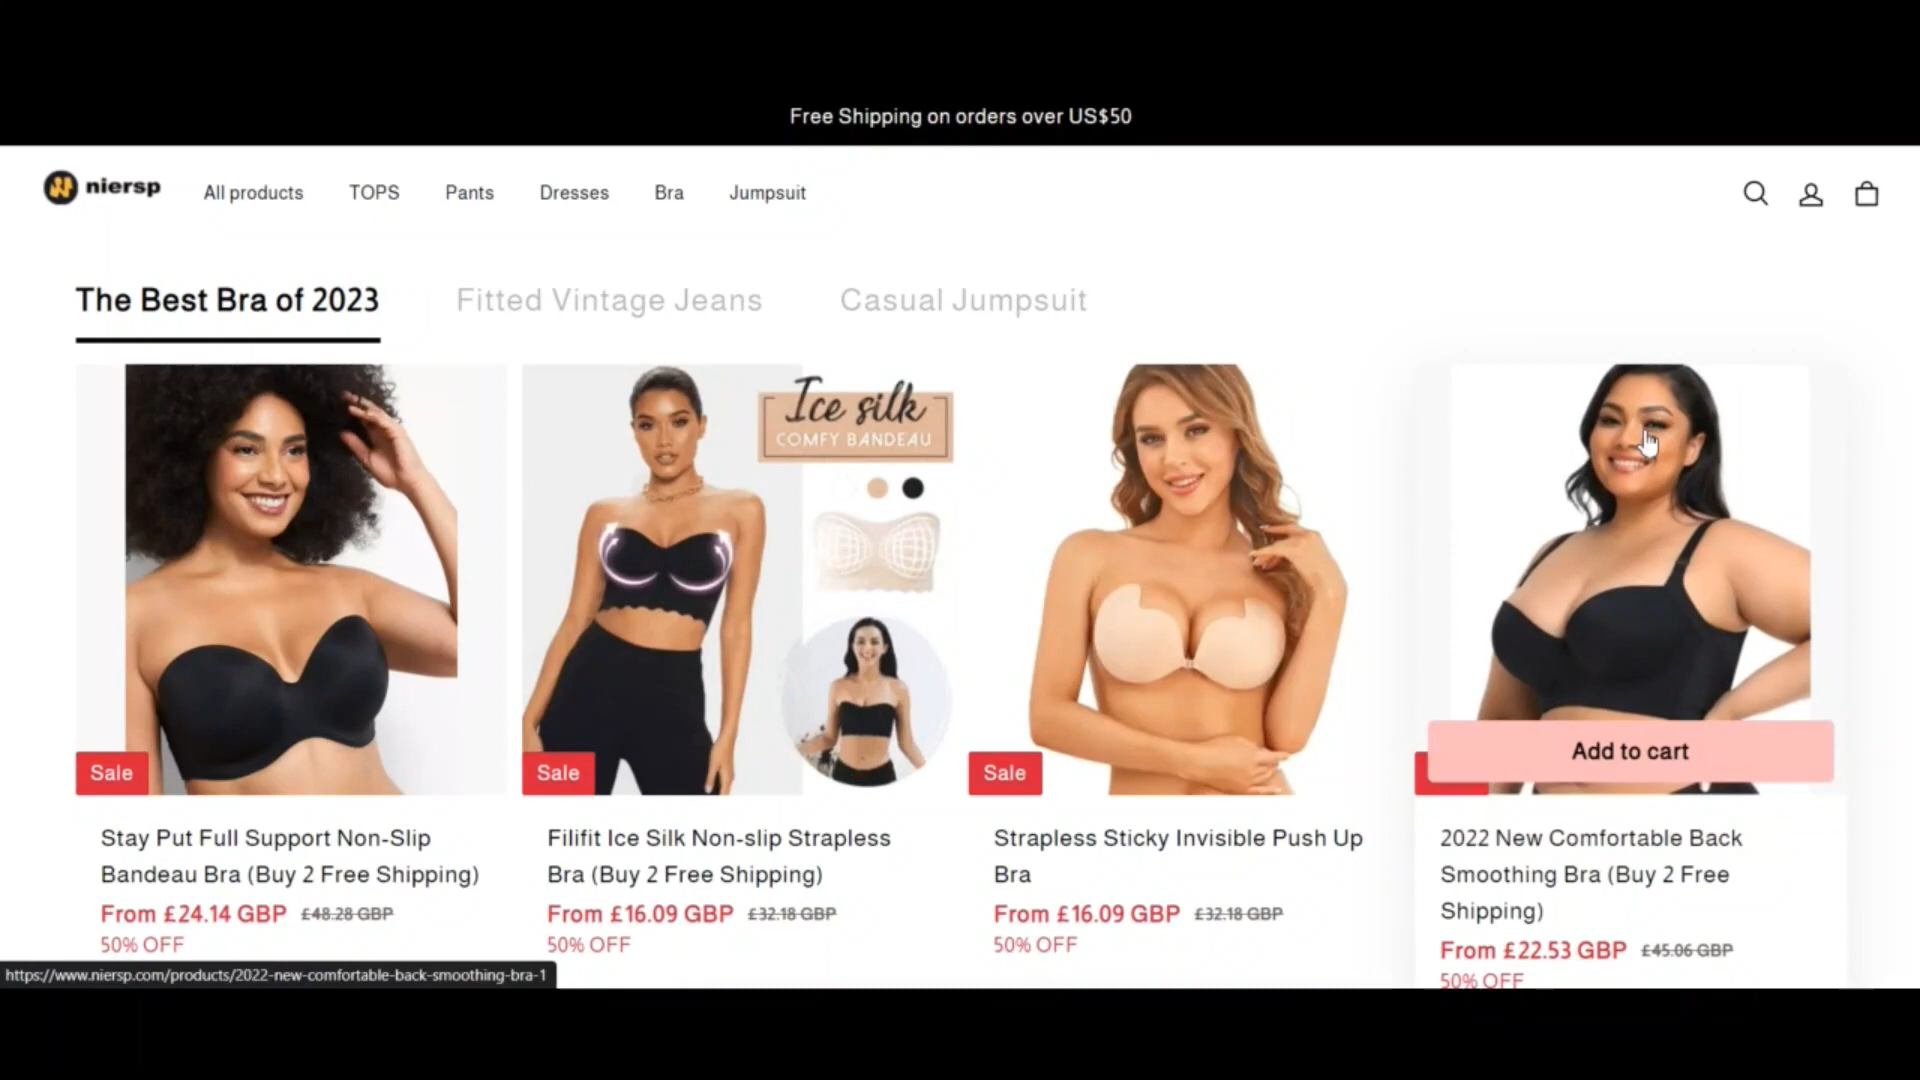 Free Shipping on orders over US$50
niersp
All products
TOPS
Pants
Dresses
Bra
Jumpsuit
The Best Bra of 2023
Fitted Vintage Jeans
Casual Jumpsuit
Ice silk
COMFY BANDEAU
Sale
Sale
Sale
Add to cart
Stay Put Full Support Non-Slip
Bandeau Bra (Buy 2 Free Shipping)
From £24.14 GBP £48.28 GBP
50% OFF
Filifit Ice Silk Non-slip Strapless
Bra (Buy 2 Free Shipping)
From £16.09 GBP £32.18 GBP
50% OFF
Strapless Sticky Invisible Push Up
Bra
From £16.09 GBP £32.18 GBP
50% OFF
2022 New Comfortable Back
Smoothing Bra (Buy 2 Free
Shipping)
From £22.53 GBP £45.06 GBP
50% OFF
https://www.niersp.com/products/2022-new-comfortable-back-smoothing-bra-1